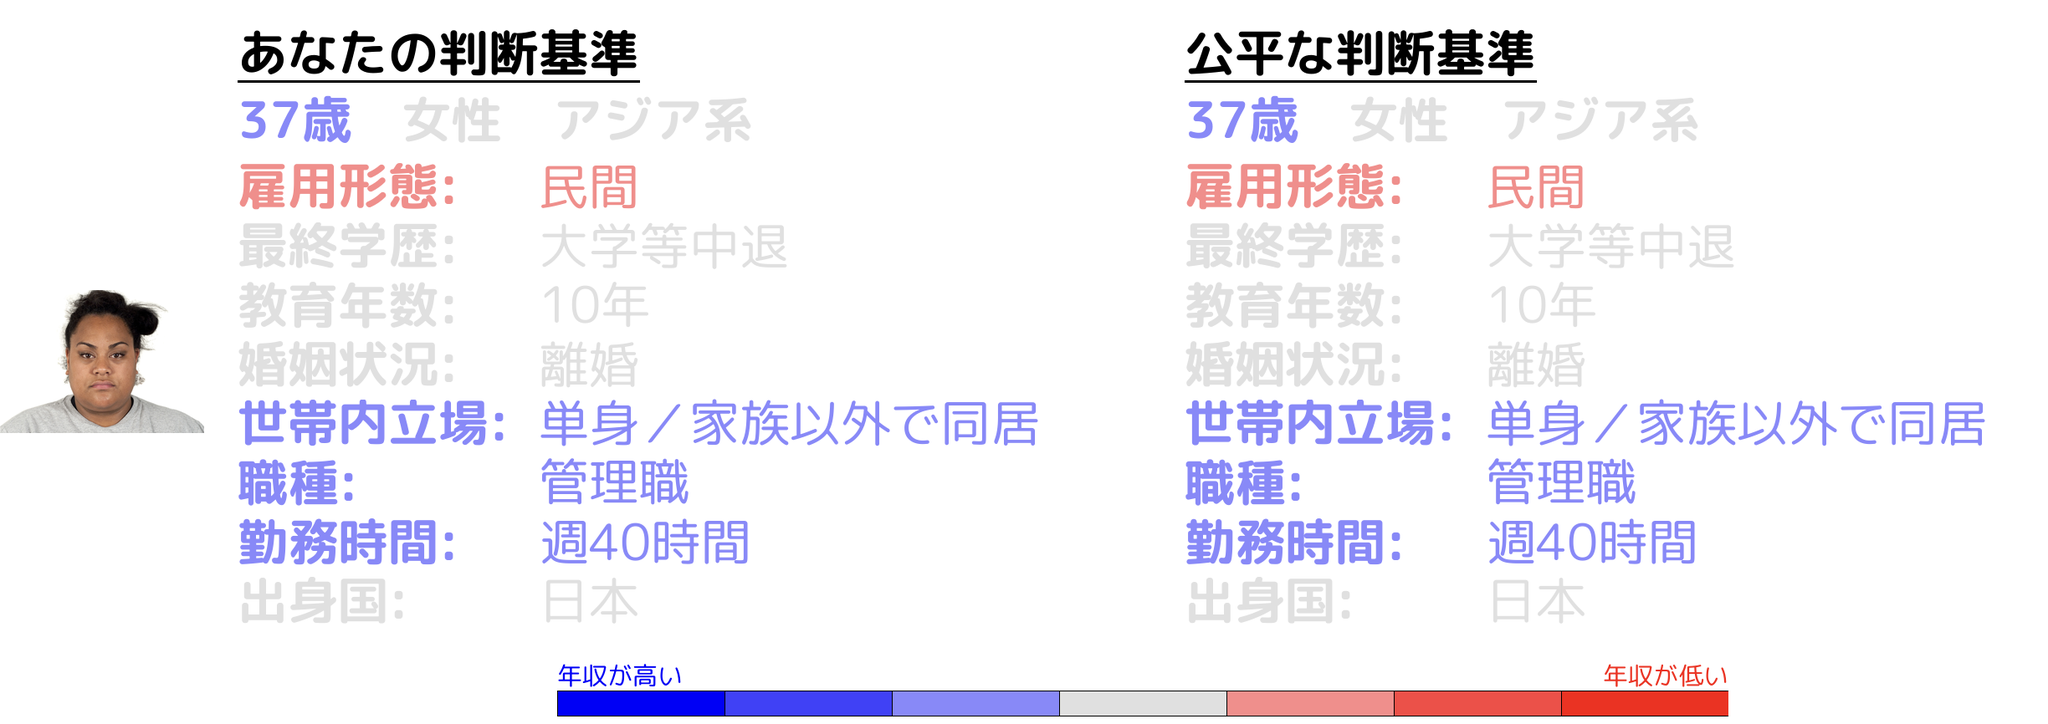 あなたの判断基準
37歳 女性 アジア系
雇用形態: 民間
最終学歴: 大学等中退
教育年数: 10年
婚姻状況: 離婚
世帯内立場: 単身／家族以外で同居
職種: 管理職
勤務時間: 週40時間
出身国: 日本
公平な判断基準
37歳 女性 アジア系
雇用形態: 民間
最終学歴: 大学等中退
教育年数: 10年
婚姻状況: 離婚
世帯内立場: 単身／家族以外で同居
職種: 管理職
勤務時間: 週40時間
出身国: 日本
年収が高い 年収が低い